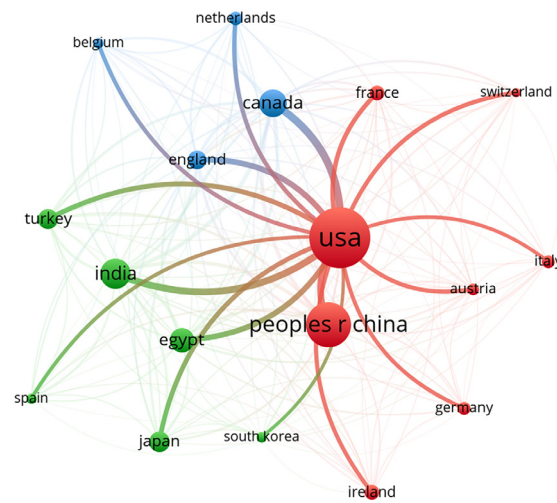 netherlands
belgium
france
switzerland
canada
england
turkey
usa
india
italy
austria
peoples r china
egypt
spain
germany
japan
south korea
ireland